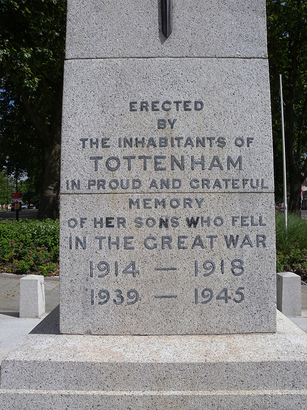 ERECTED
BY
THE INHABITANTS OF
TOTTENHAM
IN PROUD AND GRATEFUL
MEMORY
OF HER SONS WHO FELL
IN THE GREAT WAR
1914 — 1918
1939 — 1945